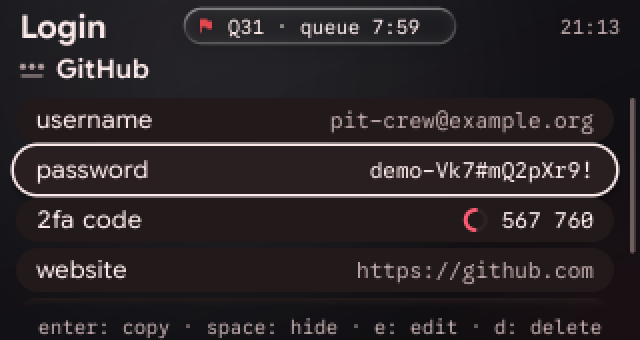 Login
Q31 · queue 7:59
21:13
GitHub
username pit-crew@example.org
password demo-Vk7#mQ2pXr9!
2fa code 567 760
website https://github.com
enter: copy · space: hide · e: edit · d: delete